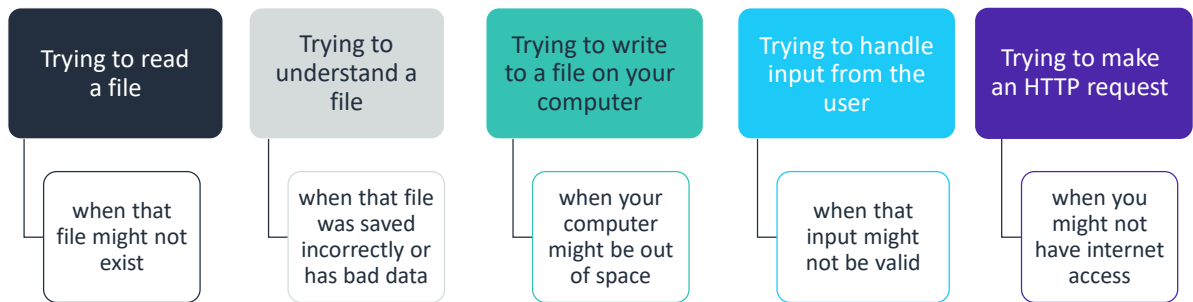 Trying to read
a file
when that
file might not
exist
Trying to
understand a
file
when that file
was saved
incorrectly or
has bad data
Trying to write
to a file on your
computer
when your
computer
might be out
of space
Trying to handle
input from the
user
when that
input might
not be valid
Trying to make
an HTTP request
when you
might not
have internet
access